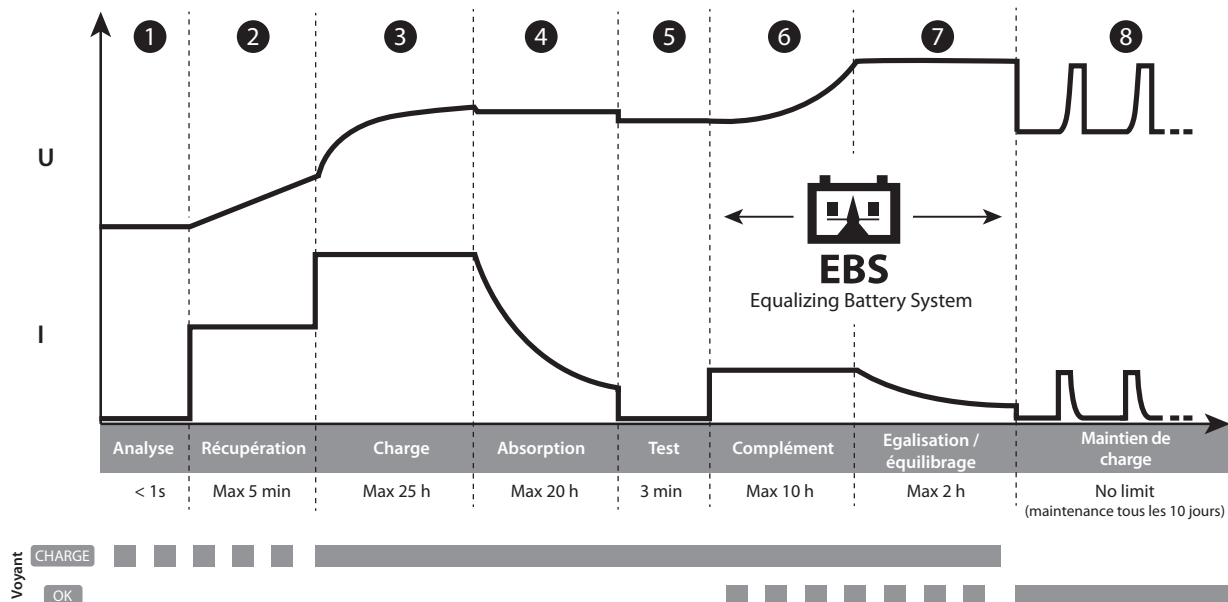 1 2 3 4 5 6 7 8
U
I
EBS
Equalizing Battery System
Analyse Récupération Charge Absorption Test Complément Egalisation / équilibrage Maintien de charge
< 1s Max 5 min Max 25 h Max 20 h 3 min Max 10 h Max 2 h No limit
(maintenance tous les 10 jours)
Voyant
CHARGE
OK